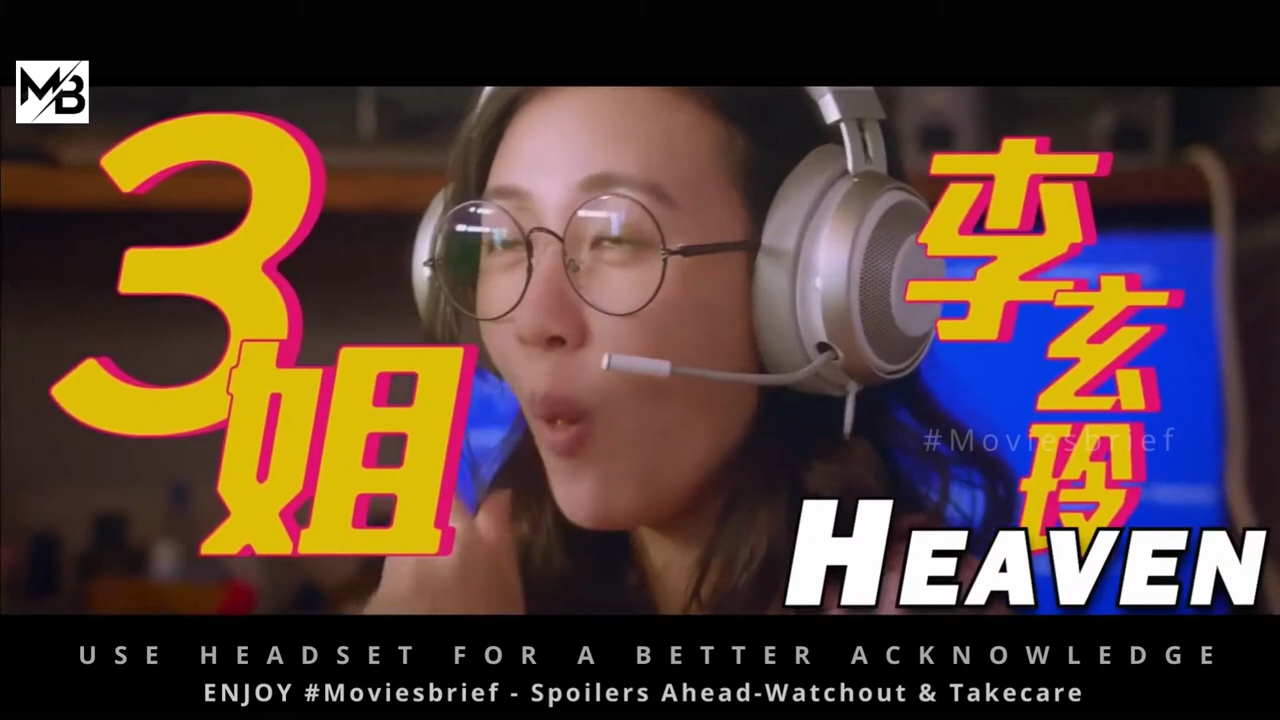 MB
3姐
李玄玲
#Moviesbrief
HEAVEN
USE HEADSET FOR A BETTER ACKNOWLEDGE
ENJOY #Moviesbrief - Spoilers Ahead-Watchout & Takecare